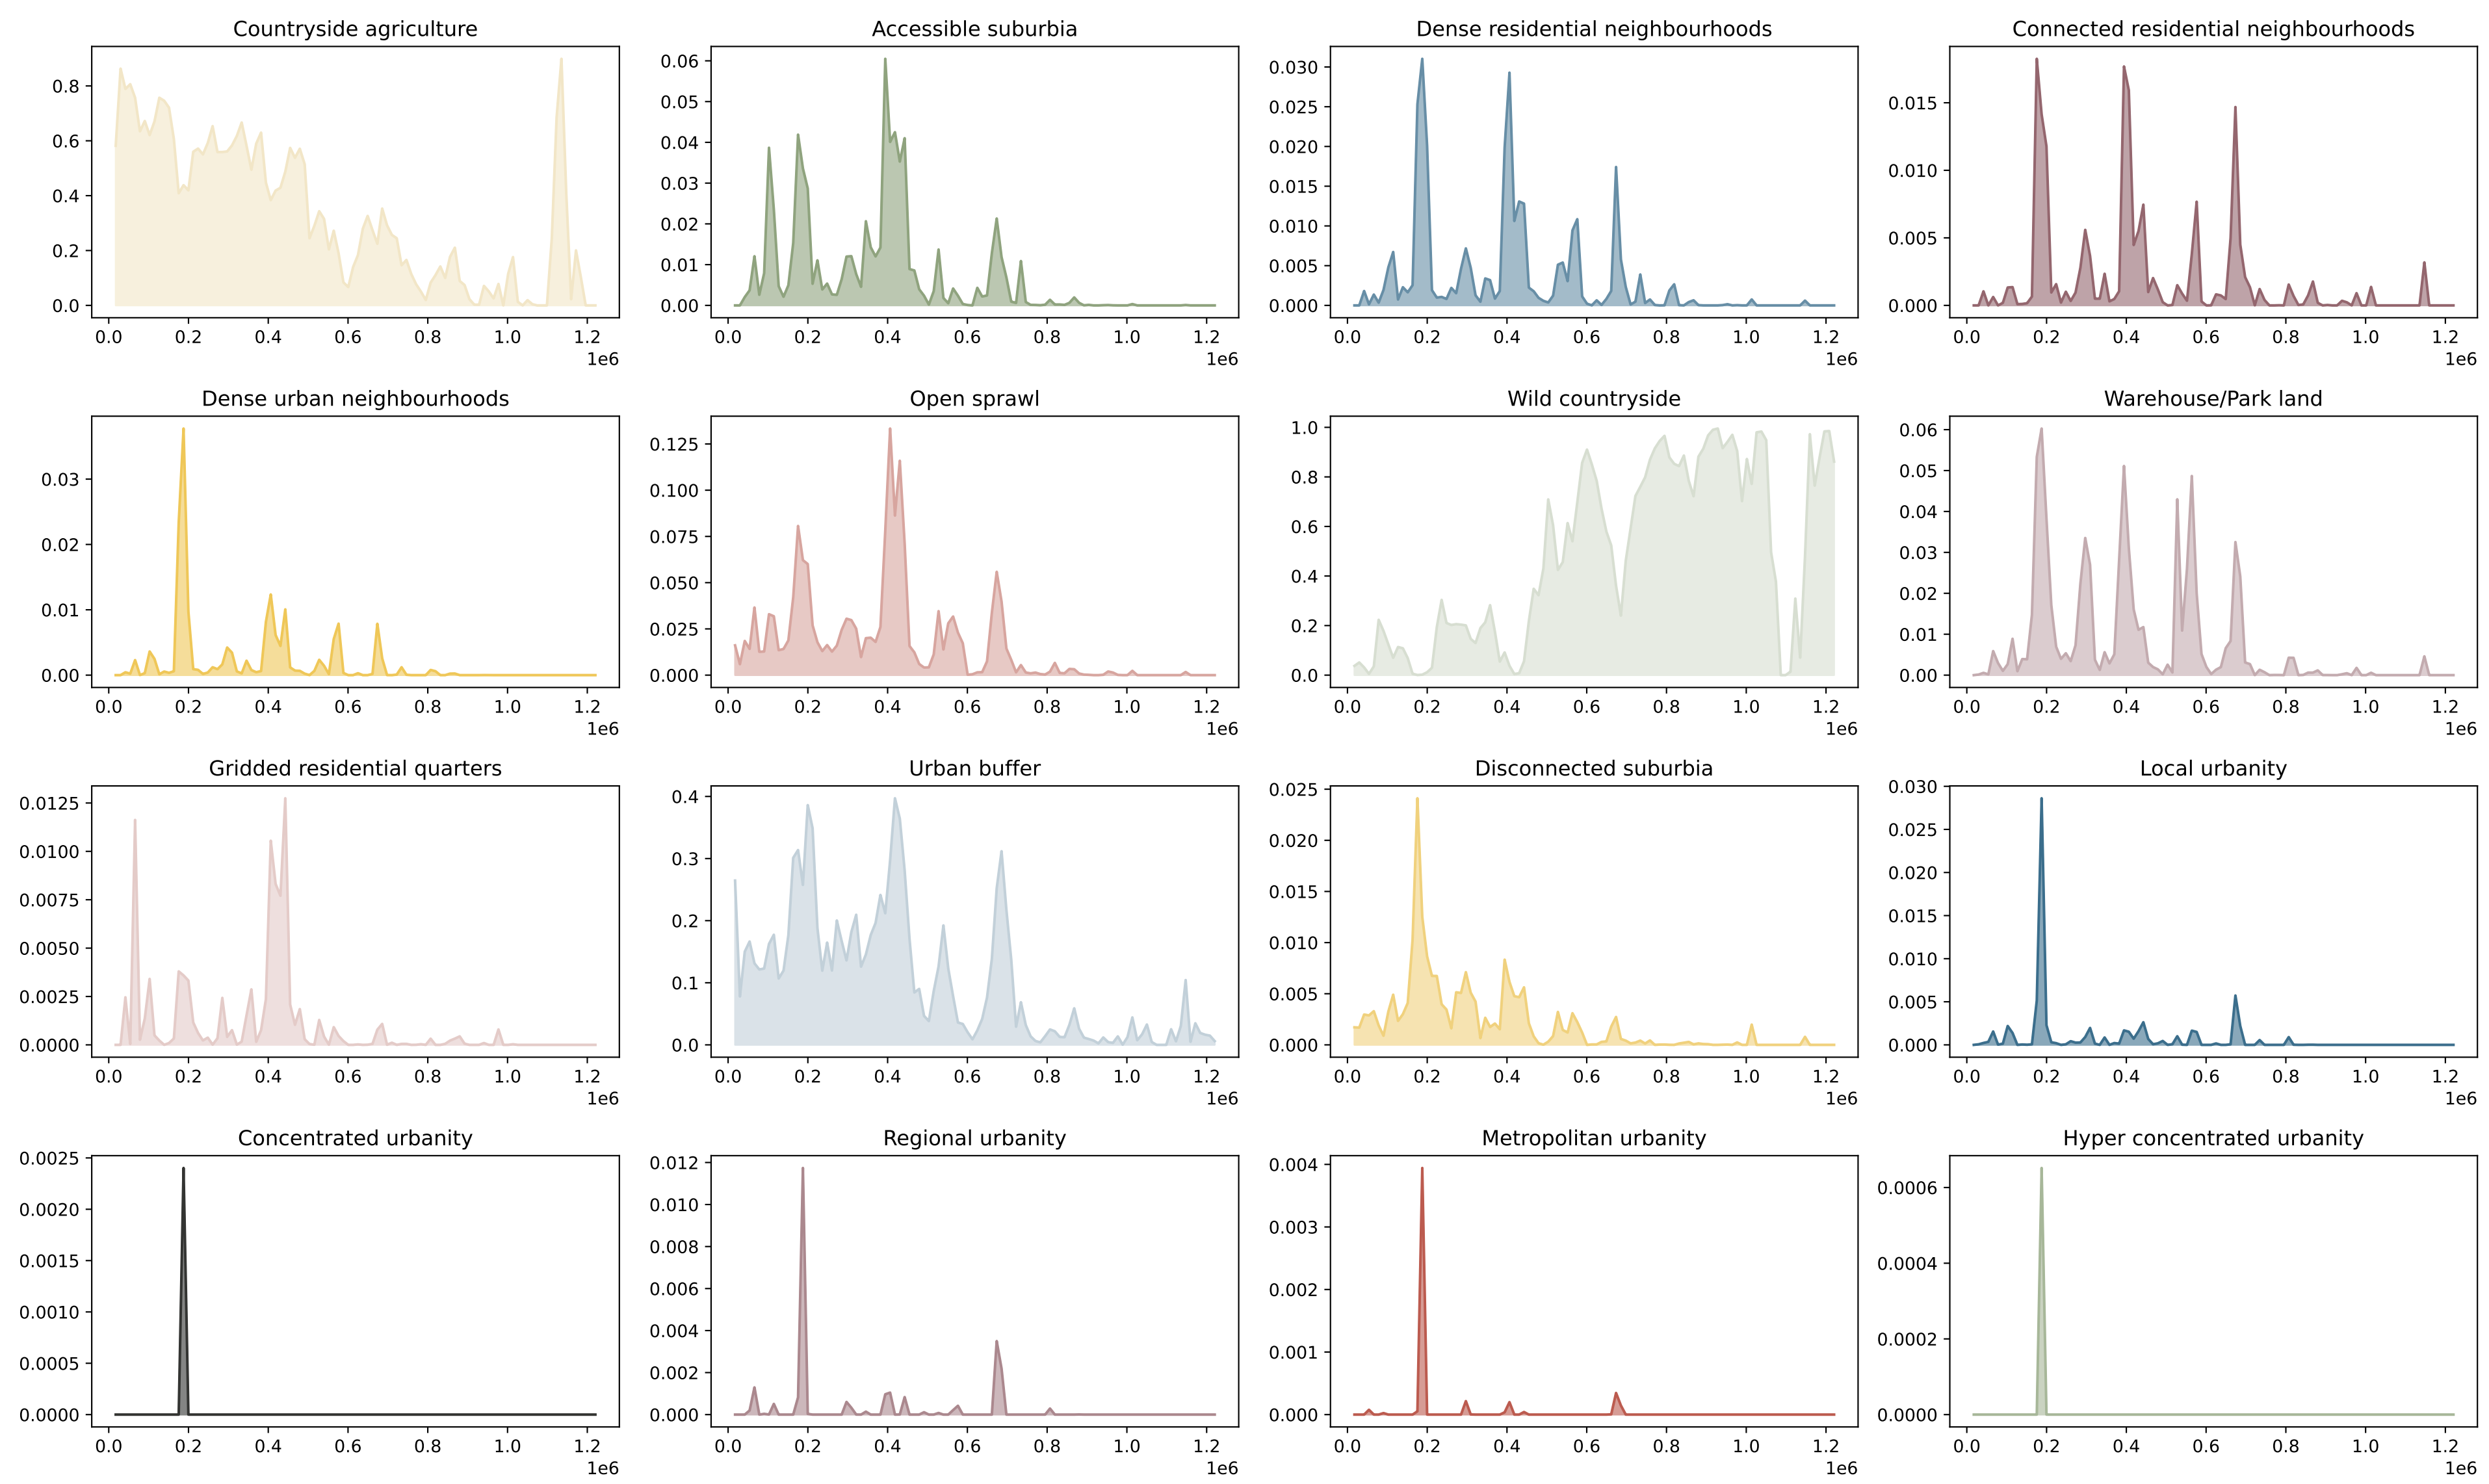 Countryside agriculture
0.8
0.6
0.4
0.2
0.0
0.0 0.2 0.4 0.6 0.8 1.0 1.2
1e6
Accessible suburbia
0.06
0.05
0.04
0.03
0.02
0.01
0.00
0.0 0.2 0.4 0.6 0.8 1.0 1.2
1e6
Dense residential neighbourhoods
0.030
0.025
0.020
0.015
0.010
0.005
0.000
0.0 0.2 0.4 0.6 0.8 1.0 1.2
1e6
Connected residential neighbourhoods
0.015
0.010
0.005
0.000
0.0 0.2 0.4 0.6 0.8 1.0 1.2
1e6
Dense urban neighbourhoods
0.03
0.02
0.01
0.00
0.0 0.2 0.4 0.6 0.8 1.0 1.2
1e6
Open sprawl
0.125
0.100
0.075
0.050
0.025
0.000
0.0 0.2 0.4 0.6 0.8 1.0 1.2
1e6
Wild countryside
1.0
0.8
0.6
0.4
0.2
0.0
0.0 0.2 0.4 0.6 0.8 1.0 1.2
1e6
Warehouse/Park land
0.06
0.05
0.04
0.03
0.02
0.01
0.00
0.0 0.2 0.4 0.6 0.8 1.0 1.2
1e6
Gridded residential quarters
0.0125
0.0100
0.0075
0.0050
0.0025
0.0000
0.0 0.2 0.4 0.6 0.8 1.0 1.2
1e6
Urban buffer
0.4
0.3
0.2
0.1
0.0
0.0 0.2 0.4 0.6 0.8 1.0 1.2
1e6
Disconnected suburbia
0.025
0.020
0.015
0.010
0.005
0.000
0.0 0.2 0.4 0.6 0.8 1.0 1.2
1e6
Local urbanity
0.030
0.025
0.020
0.015
0.010
0.005
0.000
0.0 0.2 0.4 0.6 0.8 1.0 1.2
1e6
Concentrated urbanity
0.0025
0.0020
0.0015
0.0010
0.0005
0.0000
0.0 0.2 0.4 0.6 0.8 1.0 1.2
1e6
Regional urbanity
0.012
0.010
0.008
0.006
0.004
0.002
0.000
0.0 0.2 0.4 0.6 0.8 1.0 1.2
1e6
Metropolitan urbanity
0.004
0.003
0.002
0.001
0.000
0.0 0.2 0.4 0.6 0.8 1.0 1.2
1e6
Hyper concentrated urbanity
0.0006
0.0004
0.0002
0.0000
0.0 0.2 0.4 0.6 0.8 1.0 1.2
1e6